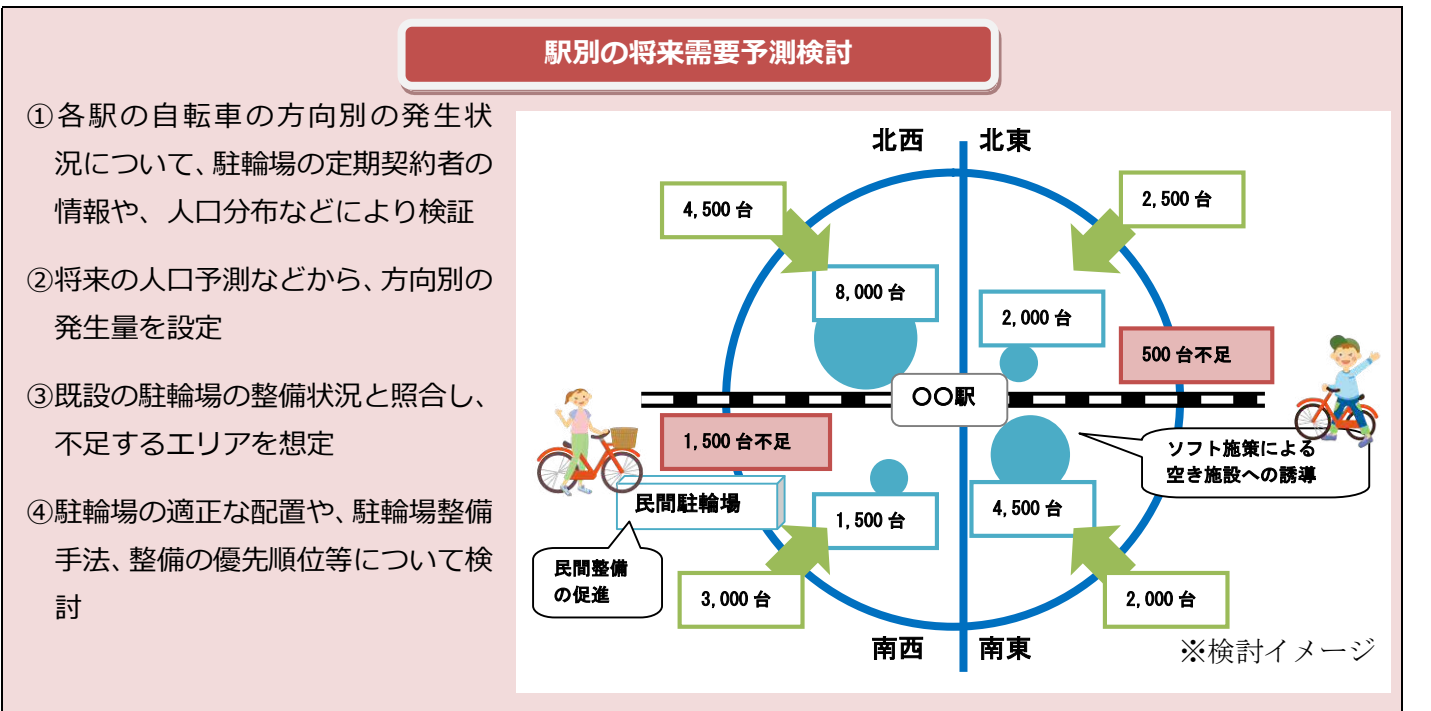 駅別の将来需要予測検討
①各駅の自転車の方向別の発生状
況について、駐輪場の定期契約者の
情報や、人口分布などにより検証
②将来の人口予測などから、方向別の
発生量を設定
③既設の駐輪場の整備状況と照合し、
不足するエリアを想定
④駐輪場の適正な配置や、駐輪場整備
手法、整備の優先順位等について検
討
北西
北東
4,500 台
2,500 台
8,000 台
2,000 台
500 台不足
〇〇駅
1,500 台不足
ソフト施策による
空き施設への誘導
民間駐輪場
1,500 台
4,500 台
民間整備
の促進
3,000 台
2,000 台
南西
南東
※検討イメージ